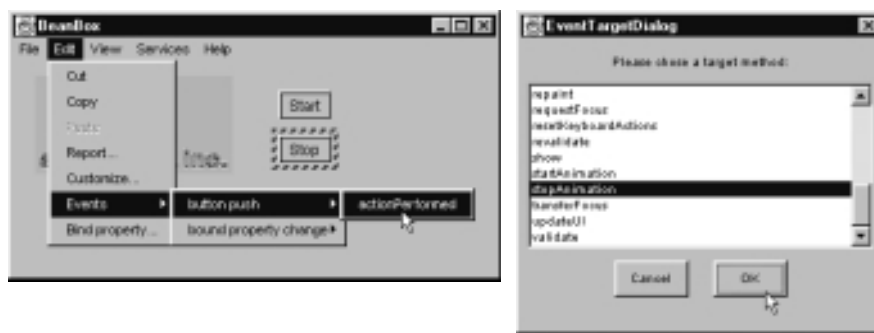 BeanBox
File Edit View Services Help
Cut
Copy
Paste
Report...
Customize...
Events
Bind property...
button push
bound property change
actionPerformed
Start
Stop
EventTargetDialog
Please chose a target method:
repaint
requestFocus
resetKeyboardActions
revalidate
show
startAnimation
stopAnimation
transferFocus
updateUI
validate
Cancel
OK